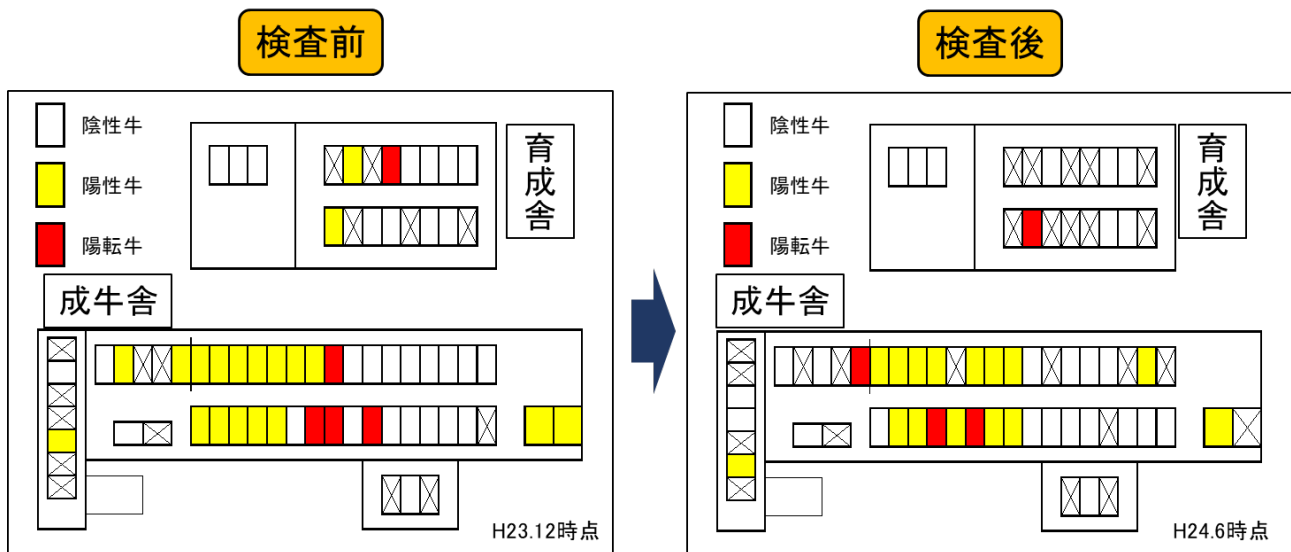 検査前
検査後
陰性牛
陽性牛
陽転牛
育成舎
成牛舎
H23.12時点
陰性牛
陽性牛
陽転牛
育成舎
成牛舎
H24.6時点